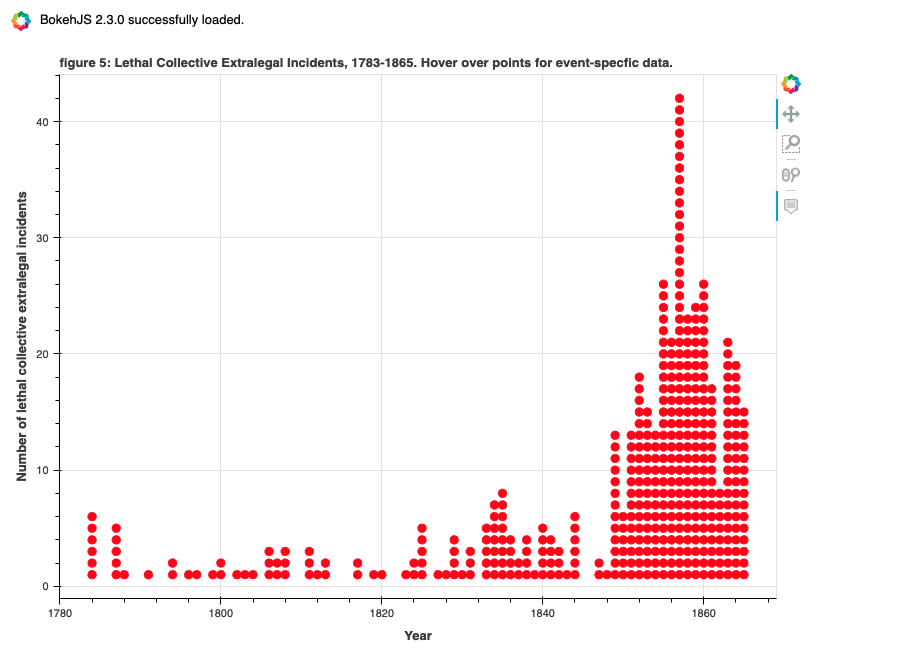 BokehJS 2.3.0 successfully loaded.
figure 5: Lethal Collective Extralegal Incidents, 1783-1865. Hover over points for event-specfic data.
Number of lethal collective extralegal incidents
40
30
20
10
0
1780 1800 1820 1840 1860
Year